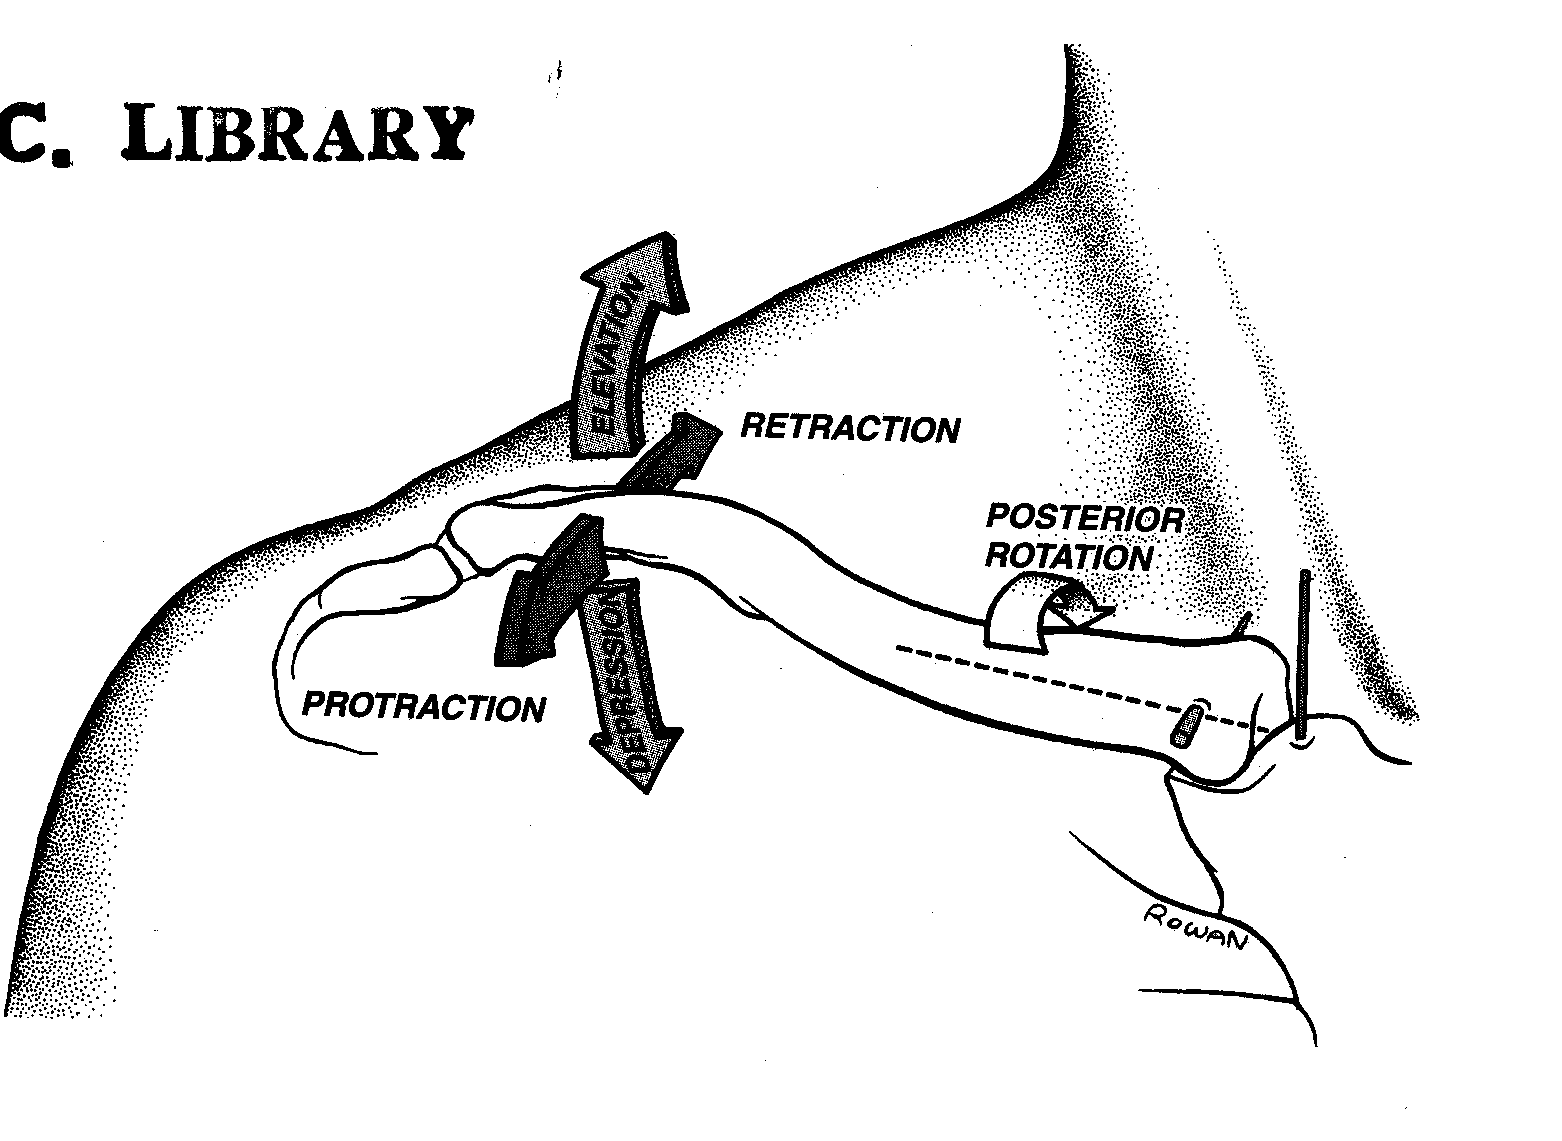 C. LIBRARY
ELEVATION
RETRACTION
POSTERIOR
ROTATION
PROTRACTION
DEPRESSION
ROWAN